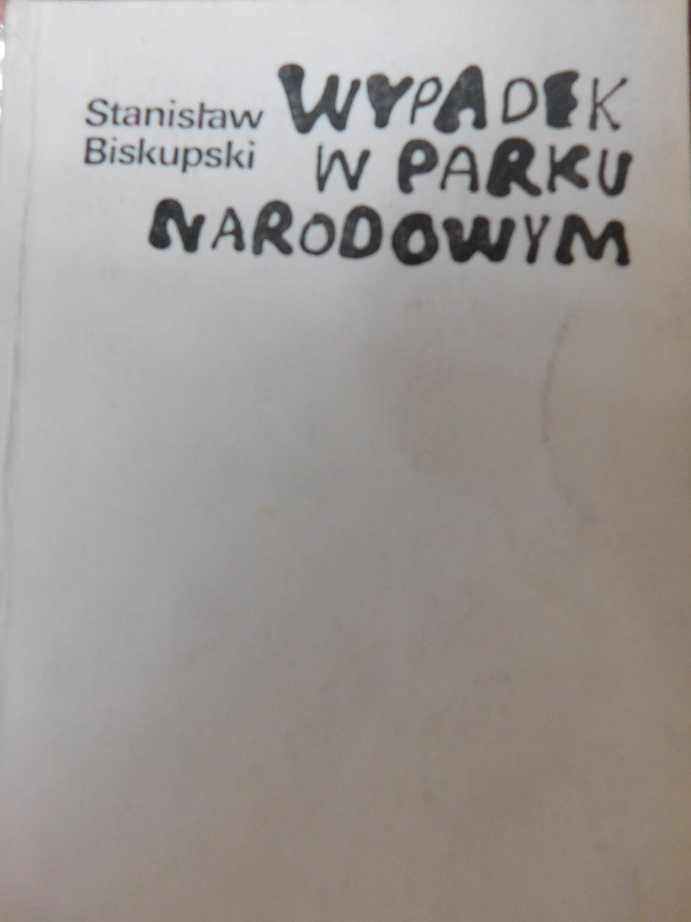 Stanisław
Biskupski
WYPADEK
W PARKU
NARODOWYM